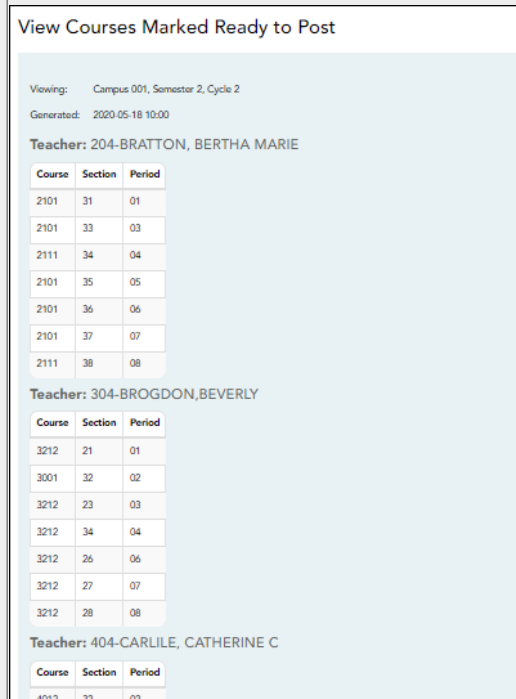 View Courses Marked Ready to Post
Viewing: Campus 001, Semester 2, Cycle 2
Generated: 2020-05-18 10:00
Teacher: 204-BRATTON, BERTHA MARIE
Course Section Period
2101 31 01
2101 33 03
2111 34 04
2101 35 05
2101 36 06
2101 37 07
2111 38 08
Teacher: 304-BROGDON,BEVERLY
Course Section Period
3212 21 01
3001 32 02
3212 23 03
3212 34 04
3212 26 06
3212 27 07
3212 28 08
Teacher: 404-CARLILE, CATHERINE C
Course Section Period